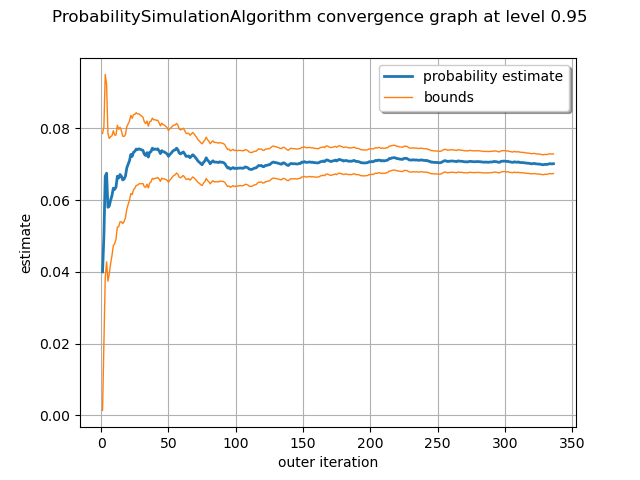 ProbabilitySimulationAlgorithm convergence graph at level 0.95
probability estimate
bounds
0.08
0.06
0.04
0.02
0.00
estimate
0 50 100 150 200 250 300 350
outer iteration